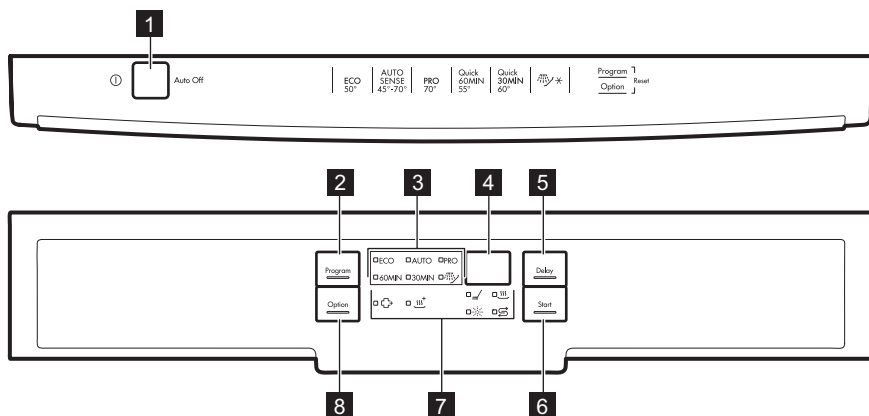 1
Auto Off
ECO
50°
AUTO
SENSE
45°-70°
PRO
70°
Quick
60MIN
55°
Quick
30MIN
60°
Program
Option
Reset
2
3
4
5
Program
ECO AUTO PRO
60MIN 30MIN
Delay
Option
Start
8
7
6